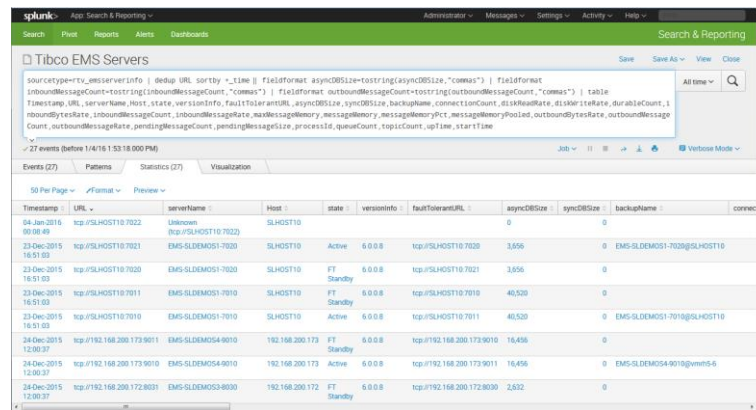 splunk> App: Search & Reporting Administrator Messages Settings Activity Help
Search Pivot Reports Alerts Dashboards Search & Reporting
Tibco EMS Servers Save Save As View Close
sourcetype=rtv_emsserverinfo | dedup URL sortby =_time || fieldformat asyncDBSize=tostring(asyncDBSize,"commas") | fieldformat
inboundMessageCount=tostring(inboundMessageCount,"commas") | fieldformat outboundMessageCount=tostring(outboundMessageCount,"commas") | table
Timestamp,URL,serverName,Host,state,versionInfo,faultTolerantURL,asyncDBSize,syncDBSize,backupName,connectionCount,diskReadRate,diskWriteRate,durableCount,i
nboundBytesRate,inboundMessageCount,inboundMessageRate,maxMessageMemory,messageMemory,messageMemoryPct,messageMemoryPooled,outboundBytesRate,outboundMessage
Count,outboundMessageRate,pendingMessageCount,pendingMessageSize,processId,queueCount,topicCount,upTime,startTime
All time
27 events (before 1/4/16 1:53:18.000 PM) Job Verbose Mode
Events (27) Patterns Statistics (27) Visualization
50 Per Page Format Preview
Timestamp URL serverName Host state versionInfo faultTolerantURL asyncDBSize syncDBSize backupName connec
04-Jan-2016 tcp://SLHOST10:7022 Unknown SLHOST10 0 0
00:08:49 (tcp://SLHOST10:7022)
23-Dec-2015 tcp://SLHOST10:7021 EMS-SLDEMOS1-7020 SLHOST10 Active 6.0.0.8 tcp://SLHOST10:7020 3,656 0 EMS-SLDEMOS1-7020@SLHOST10
16:51:03
23-Dec-2015 tcp://SLHOST10:7020 EMS-SLDEMOS1-7020 SLHOST10 FT 6.0.0.8 tcp://SLHOST10:7021 3,656 0
16:51:03 Standby
23-Dec-2015 tcp://SLHOST10:7011 EMS-SLDEMOS1-7010 SLHOST10 FT 6.0.0.8 tcp://SLHOST10:7010 40,520 0
16:51:03 Standby
23-Dec-2015 tcp://SLHOST10:7010 EMS-SLDEMOS1-7010 SLHOST10 Active 6.0.0.8 tcp://SLHOST10:7011 40,520 0 EMS-SLDEMOS1-7010@SLHOST10
16:51:03
24-Dec-2015 tcp://192.168.200.173:9011 EMS-SLDEMOS4-9010 192.168.200.173 FT 6.0.0.8 tcp://192.168.200.173:9010 16,456 0
12:00:37 Standby
24-Dec-2015 tcp://192.168.200.173:9010 EMS-SLDEMOS4-9010 192.168.200.173 Active 6.0.0.8 tcp://192.168.200.173:9011 16,456 0 EMS-SLDEMOS4-9010@vmrh5-6
12:00:37
24-Dec-2015 tcp://192.168.200.172:8031 EMS-SLDEMOS3-8030 192.168.200.172 FT 6.0.0.8 tcp://192.168.200.172:8030 2,632 0
12:00:37 Standby